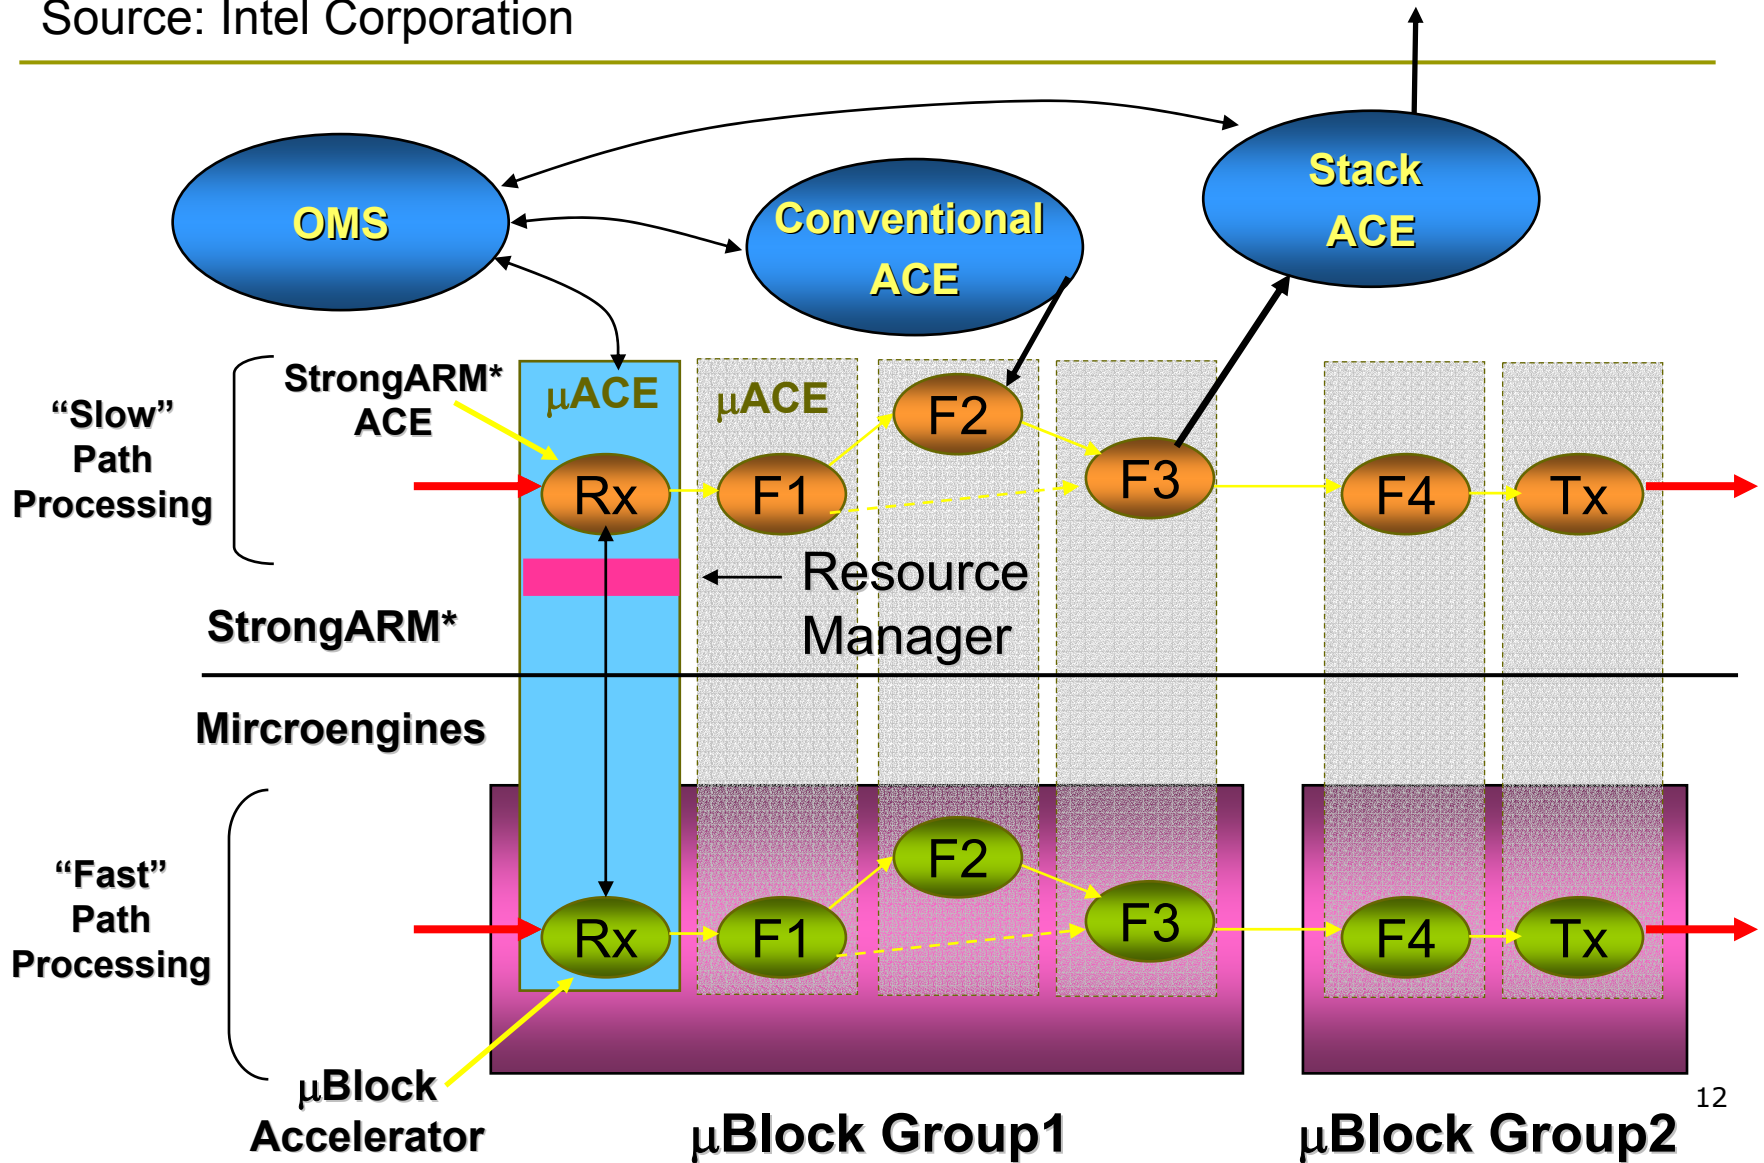 Source: Intel Corporation
OMS
Conventional
ACE
Stack
ACE
“Slow”
Path
Processing
StrongARM*
ACE
μACE
μACE
Rx
F1
F2
F3
F4
Tx
Resource
Manager
StrongARM*
Mircroengines
“Fast”
Path
Processing
Rx
F1
F2
F3
F4
Tx
μBlock
Accelerator
μBlock Group1
μBlock Group2
12